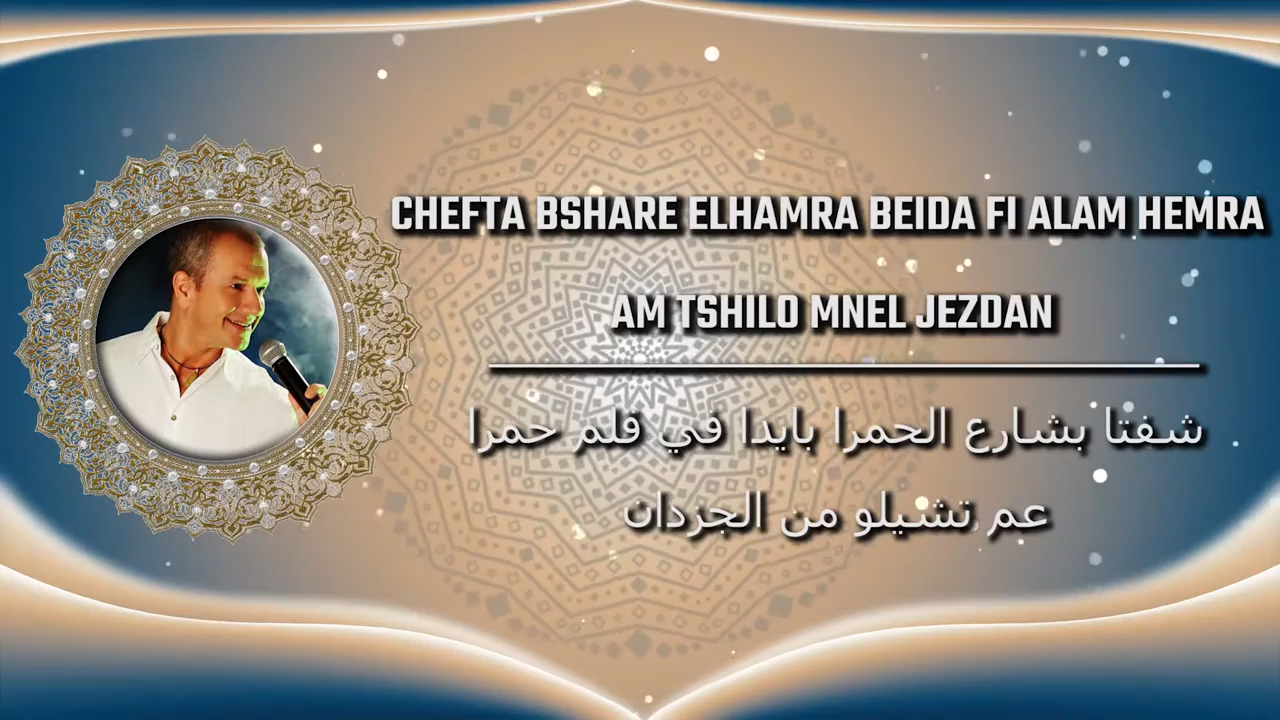 CHEFTA BSHARE ELHAMRA BEIDA FI ALAM HEMRA
AM TSHILO MNEL JEZDAN
شفتا بشارع الحمرا بايدا في قلم حمرا
عم تشيلو من الجزدان